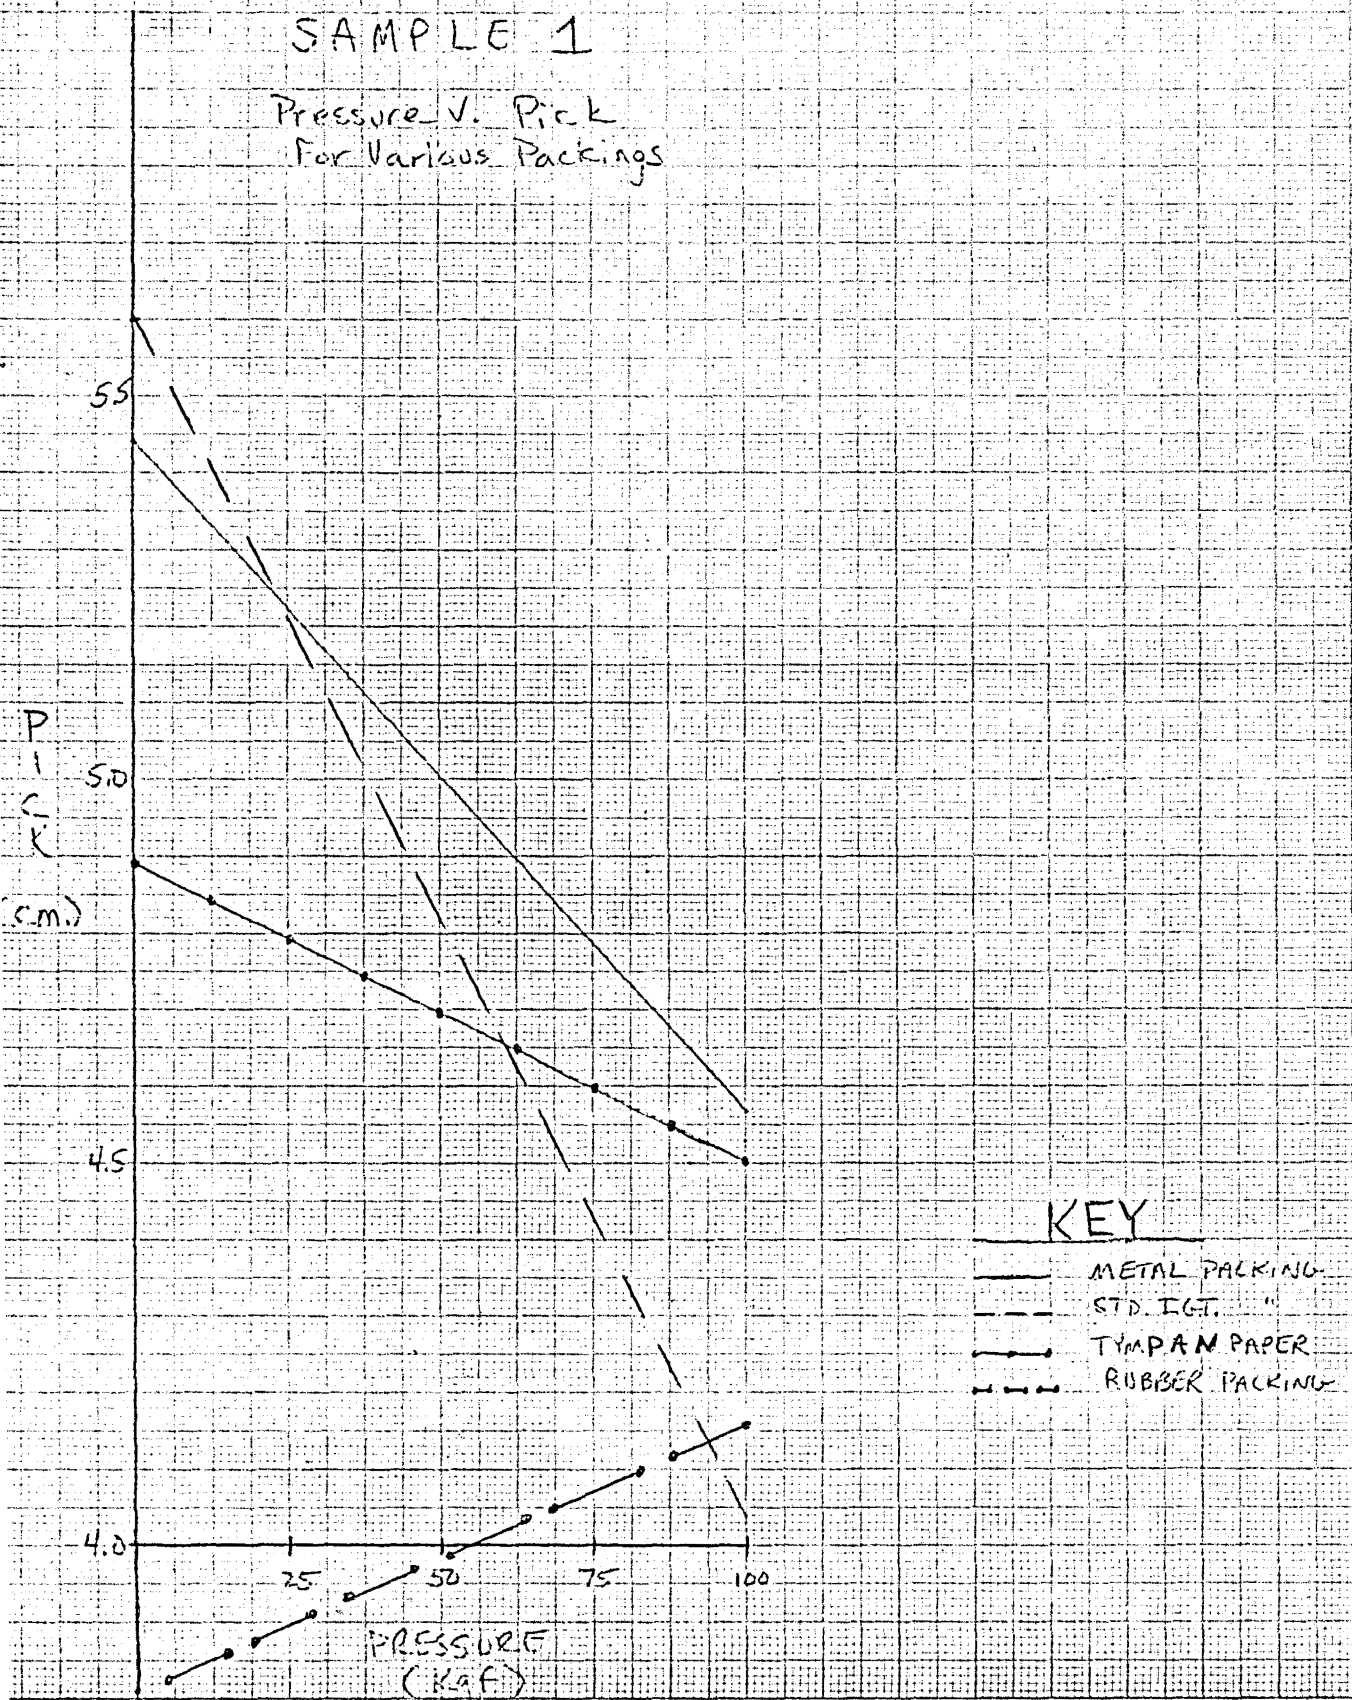 SAMPLE 1
Pressure V. Pick
For Various Packings
5.5
5.0
4.5
4.0
PICK
(cm.)
25 50 75 100
PRESSURE
(Kgf)
KEY
METAL PACKING
STD. IGT. "
TYMPAN PAPER
RUBBER PACKING